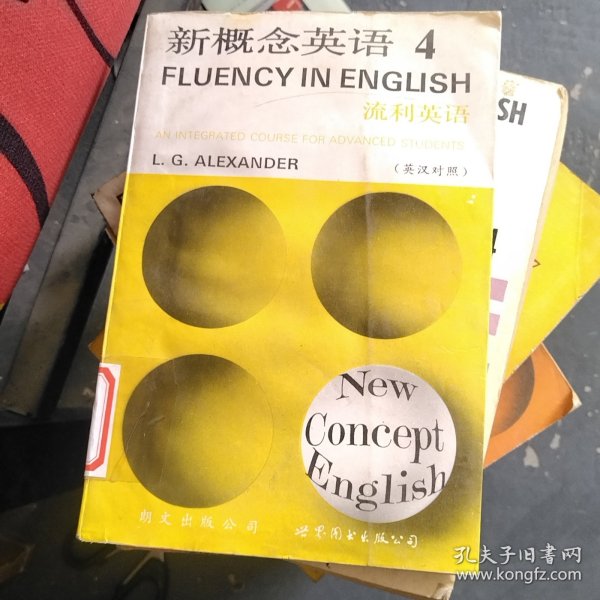 新概念英语 4
FLUENCY IN ENGLISH
流利英语
AN INTEGRATED COURSE FOR ADVANCED STUDENTS
L. G. ALEXANDER
(英汉对照)
New
Concept
English
朗文出版公司
世界图书出版公司
SH
孔夫子旧书网
www.kongfz.com